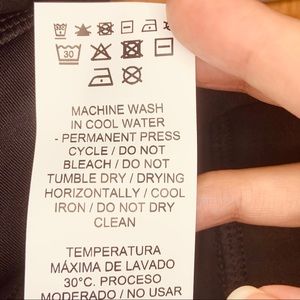 30
MACHINE WASH
IN COOL WATER
- PERMANENT PRESS
CYCLE / DO NOT
BLEACH / DO NOT
TUMBLE DRY / DRYING
HORIZONTALLY / COOL
IRON / DO NOT DRY
CLEAN
TEMPERATURA
MÁXIMA DE LAVADO
30°C. PROCESO
MODERADO / NO USAR